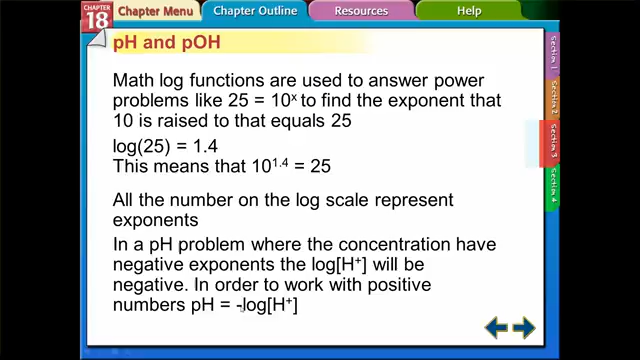 CHAPTER
18
Chapter Menu
Chapter Outline
Resources
Help
pH and pOH
Math log functions are used to answer power
problems like 25 = 10ˣ to find the exponent that
10 is raised to that equals 25
log(25) = 1.4
This means that 10¹·⁴ = 25
All the number on the log scale represent
exponents
In a pH problem where the concentration have
negative exponents the log[H⁺] will be
negative. In order to work with positive
numbers pH = -log[H⁺]
Section 1
Section 2
Section 3
Section 4